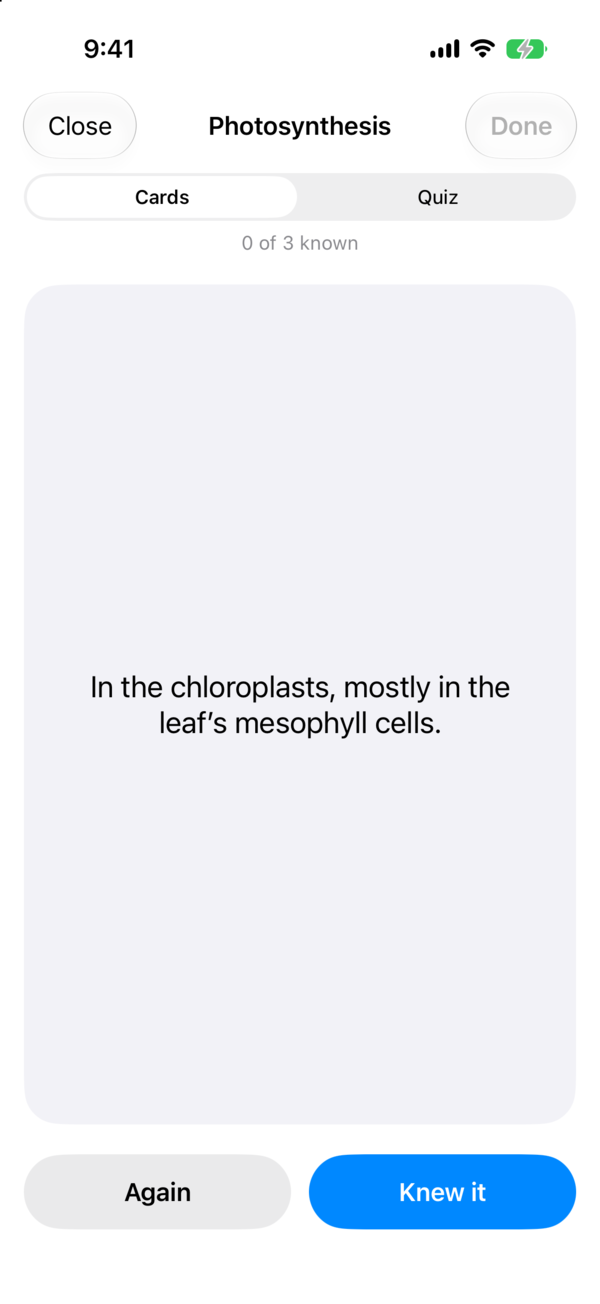 9:41
Close
Photosynthesis
Done
Cards
Quiz
0 of 3 known
In the chloroplasts, mostly in the
leaf’s mesophyll cells.
Again
Knew it